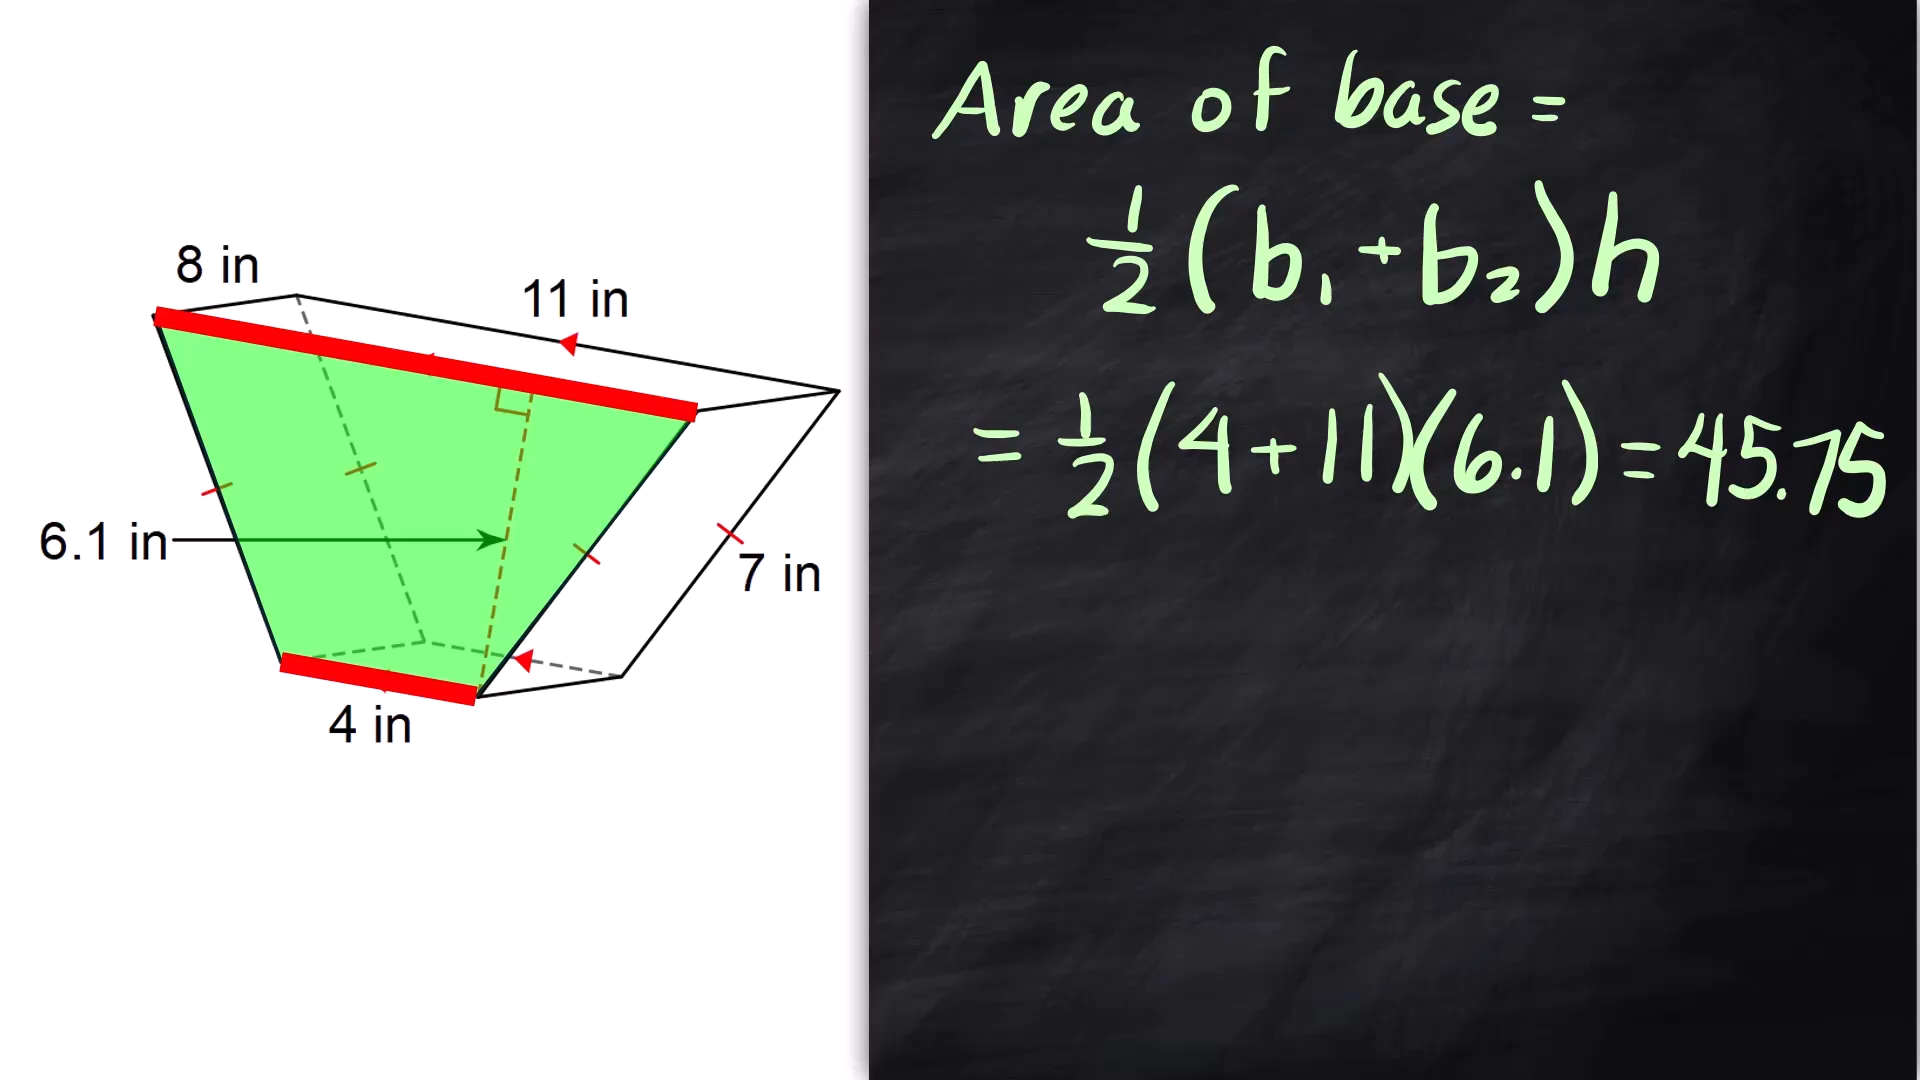 8 in
11 in
6.1 in
7 in
4 in
Area of base =
½(b₁+b₂)h
=½(4+11)(6.1)=45.75